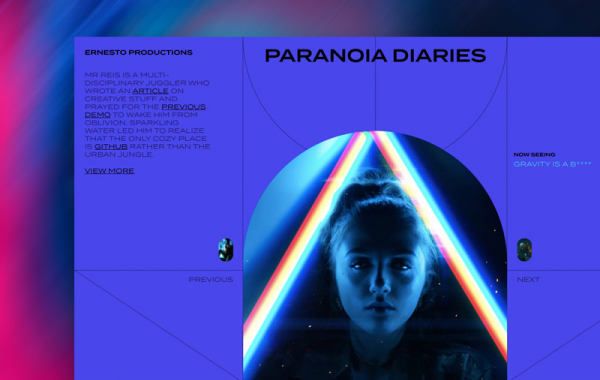 ERNESTO PRODUCTIONS
PARANOIA DIARIES
MR REIS IS A MULTI-
DISCIPLINARY JUGGLER WHO
WROTE AN ARTICLE ON
CREATIVE STUFF AND
PRAYED FOR THE PREVIOUS
DEMO TO WAKE HIM FROM
OBLIVION. SPARKLING
WATER LED HIM TO REALIZE
THAT THE ONLY COZY PLACE
IS GITHUB RATHER THAN THE
URBAN JUNGLE.
VIEW MORE
NOW SEEING
GRAVITY IS A B****
PREVIOUS
NEXT